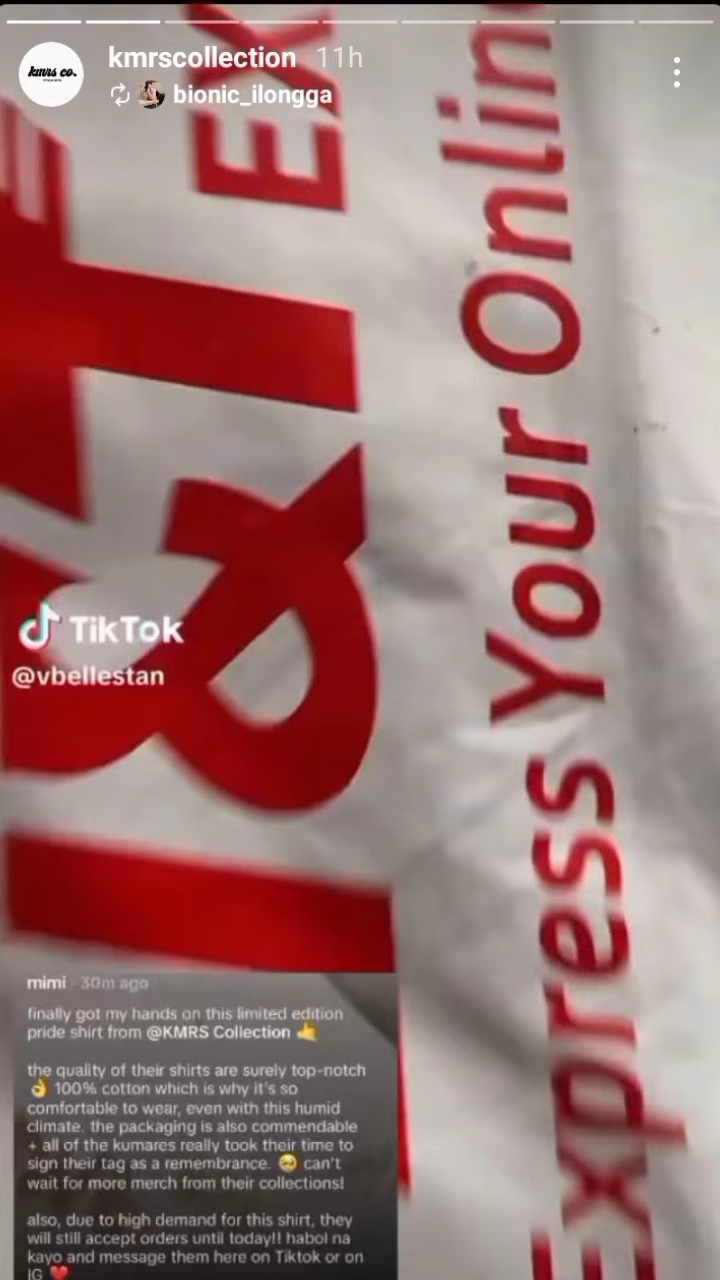 kmrscollection 11h
kmrs co.
bionic_ilongga
EX
J&T
Express Your Onlin
TikTok
@vbellestan
mimi · 30m ago
finally got my hands on this limited edition
pride shirt from @KMRS Collection 🤙
the quality of their shirts are surely top-notch
👌 100% cotton which is why it's so
comfortable to wear, even with this humid
climate. the packaging is also commendable
+ all of the kumares really took their time to
sign their tag as a remembrance. 🥹 can't
wait for more merch from their collections!
also, due to high demand for this shirt, they
will still accept orders until today!! habol na
kayo and message them here on Tiktok or on
IG ❤️